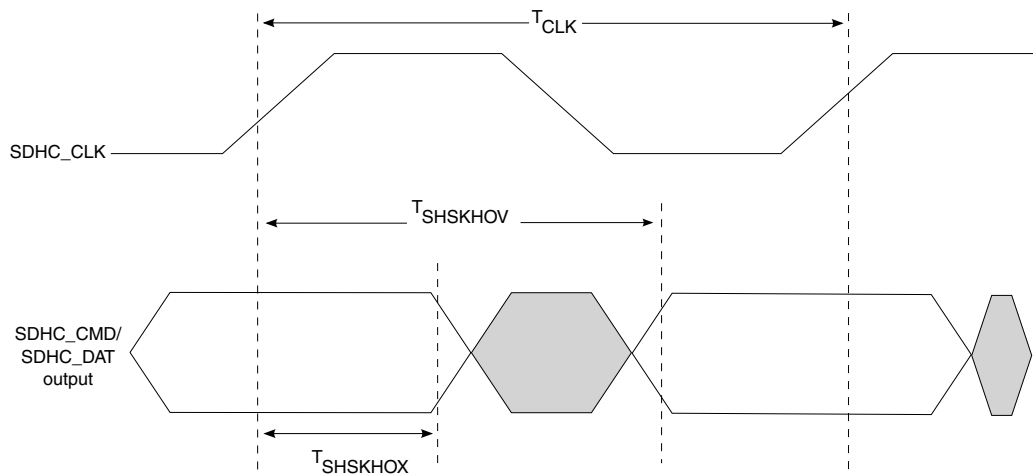 TCLK
SDHC_CLK
TSHSKHOV
SDHC_CMD/
SDHC_DAT
output
TSHSKHOX